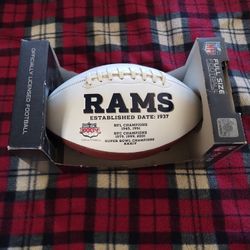 OFFICIALLY LICENSED FOOTBALL
RAMS
ESTABLISHED DATE: 1937
NFL CHAMPIONS
1945, 1951
NFC CHAMPIONS
1979, 1999, 2001
SUPER BOWL CHAMPIONS
XXXIV
FULL SIZE